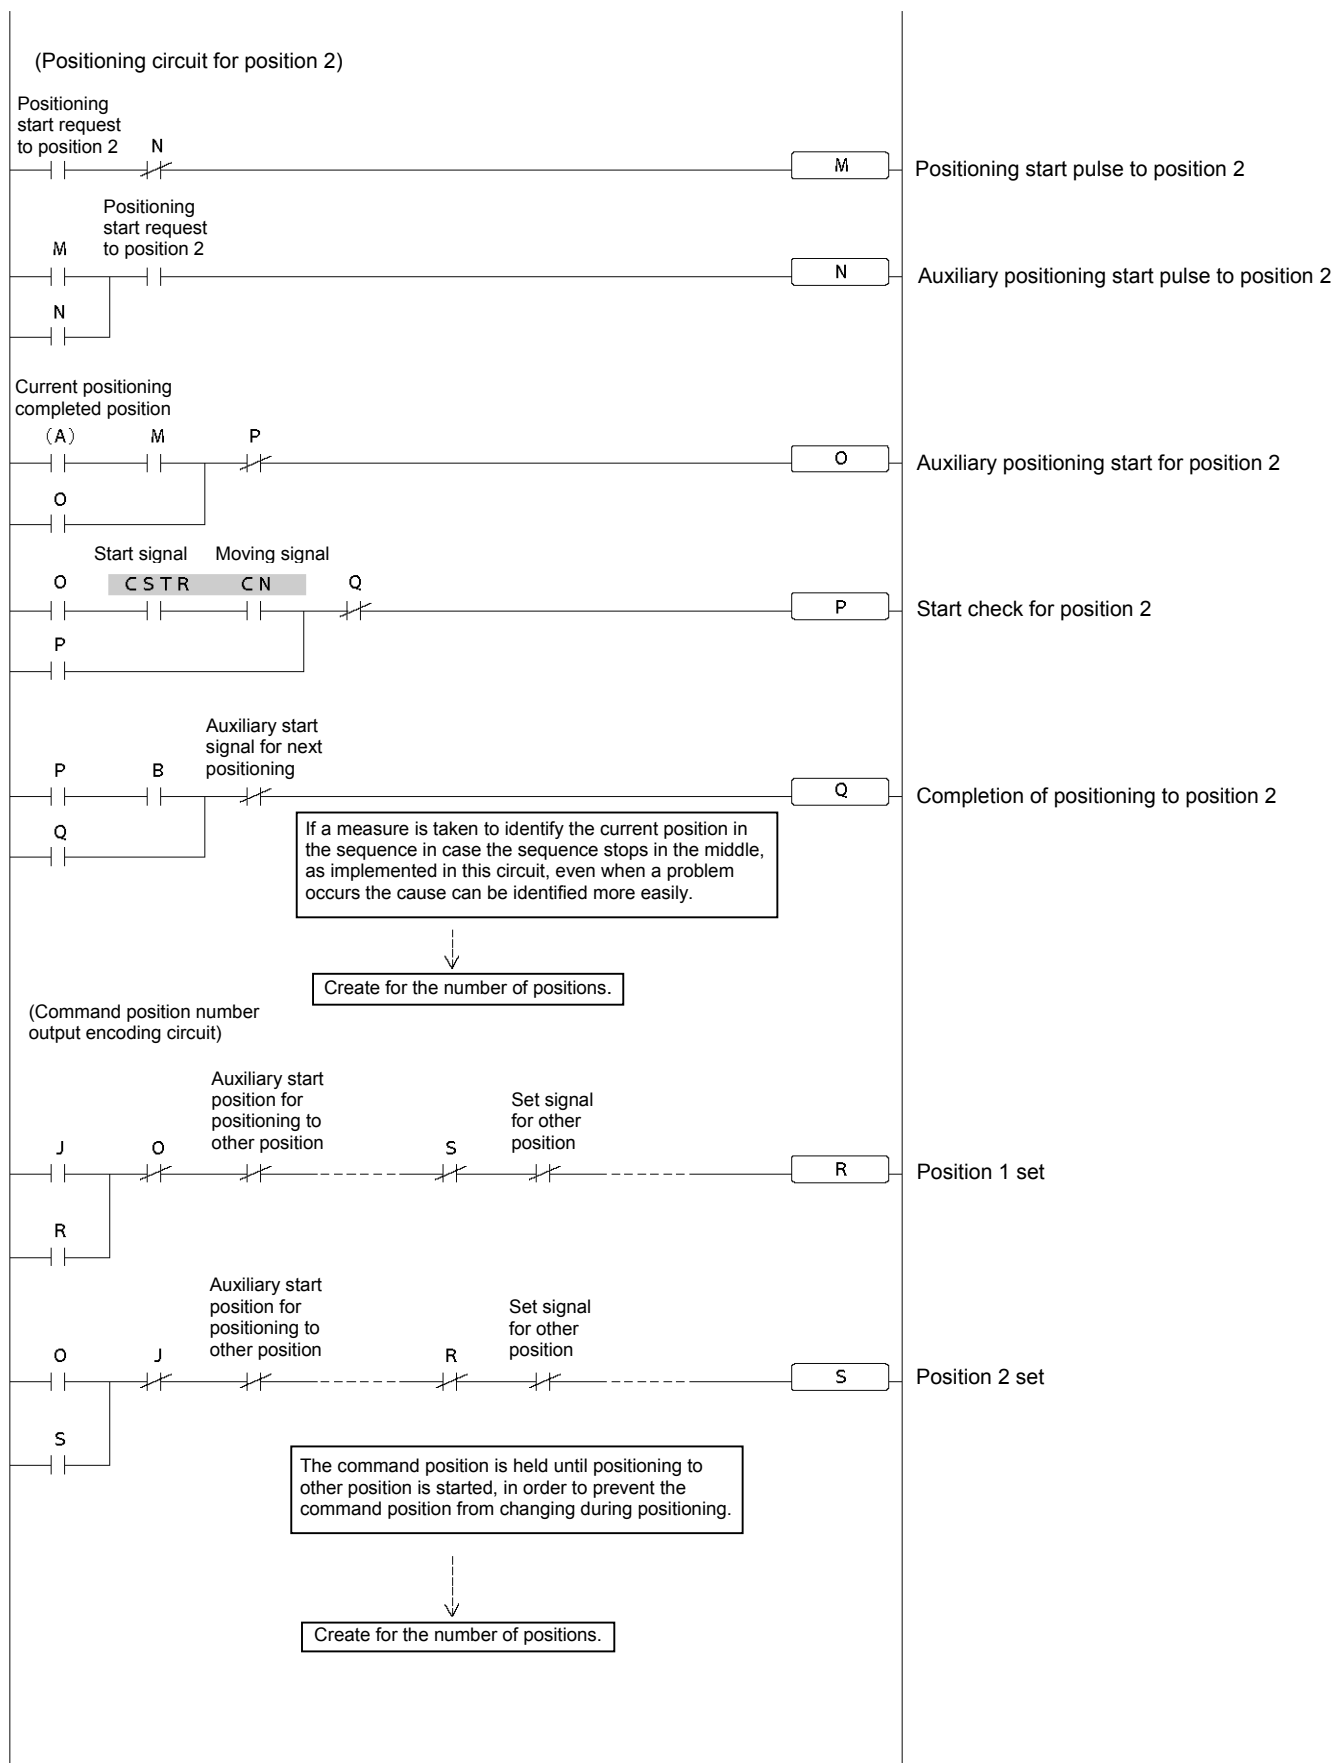 (Positioning circuit for position 2)
Positioning
start request
to position 2
N
M
Positioning start pulse to position 2
Positioning
start request
to position 2
M
N
Auxiliary positioning start pulse to position 2
N
Current positioning
completed position
(A)
M
P
O
Auxiliary positioning start for position 2
O
Start signal
Moving signal
O
CSTR
CN
Q
P
Start check for position 2
P
Auxiliary start
signal for next
positioning
P
B
Q
Completion of positioning to position 2
Q
If a measure is taken to identify the current position in
the sequence in case the sequence stops in the middle,
as implemented in this circuit, even when a problem
occurs the cause can be identified more easily.
Create for the number of positions.
(Command position number
output encoding circuit)
Auxiliary start
position for
positioning to
other position
Set signal
for other
position
J
O
S
R
Position 1 set
R
Auxiliary start
position for
positioning to
other position
Set signal
for other
position
O
J
R
S
Position 2 set
S
The command position is held until positioning to
other position is started, in order to prevent the
command position from changing during positioning.
Create for the number of positions.